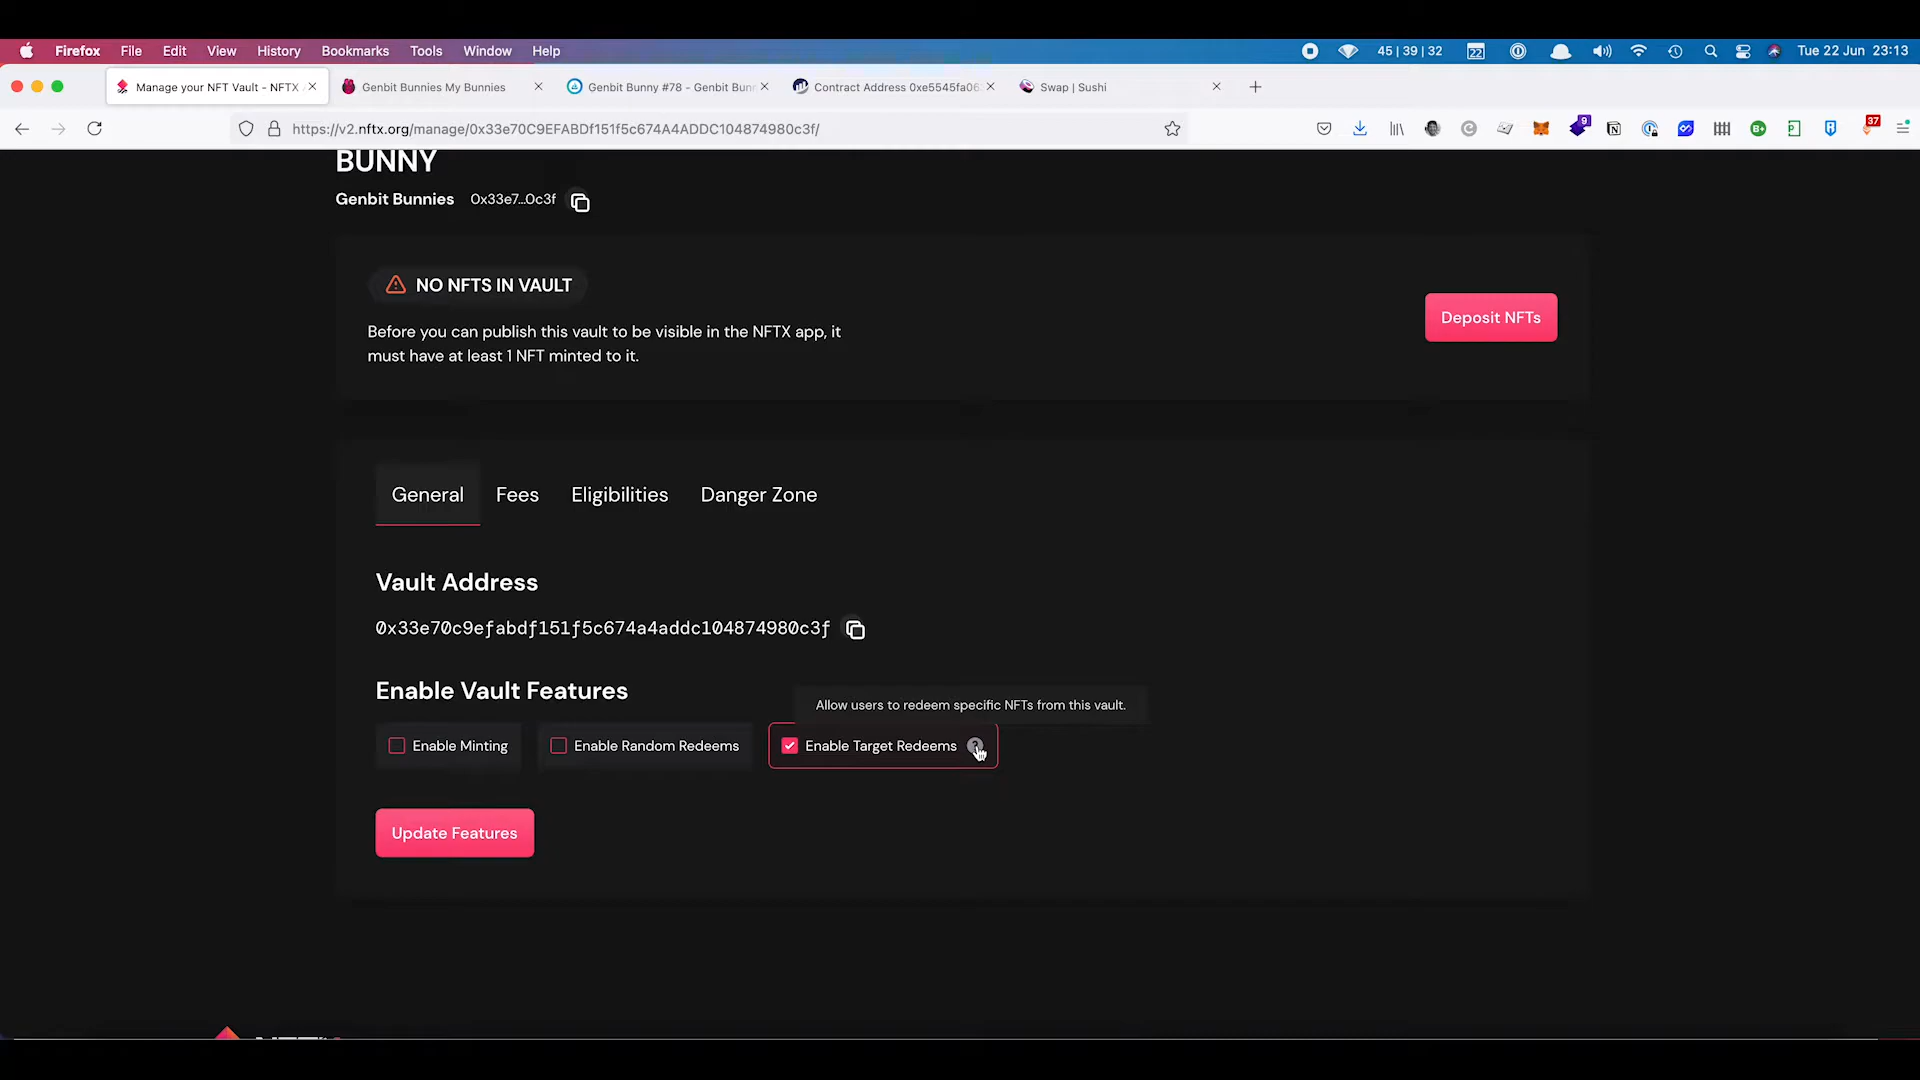 Firefox File Edit View History Bookmarks Tools Window Help 45 | 39 | 32 22 Tue 22 Jun 23:13
Manage your NFT Vault - NFTX Genbit Bunnies My Bunnies Genbit Bunny #78 - Genbit Bun Contract Address 0xe5545fa06 Swap | Sushi
https://v2.nftx.org/manage/0x33e70C9EFABDf151f5c674A4ADDC104874980c3f/ 9 37
BUNNY
Genbit Bunnies 0x33e7...0c3f
NO NFTS IN VAULT
Before you can publish this vault to be visible in the NFTX app, it
must have at least 1 NFT minted to it.
Deposit NFTs
General Fees Eligibilities Danger Zone
Vault Address
0x33e70c9efabdf151f5c674a4addc104874980c3f
Enable Vault Features
Allow users to redeem specific NFTs from this vault.
Enable Minting Enable Random Redeems Enable Target Redeems
Update Features